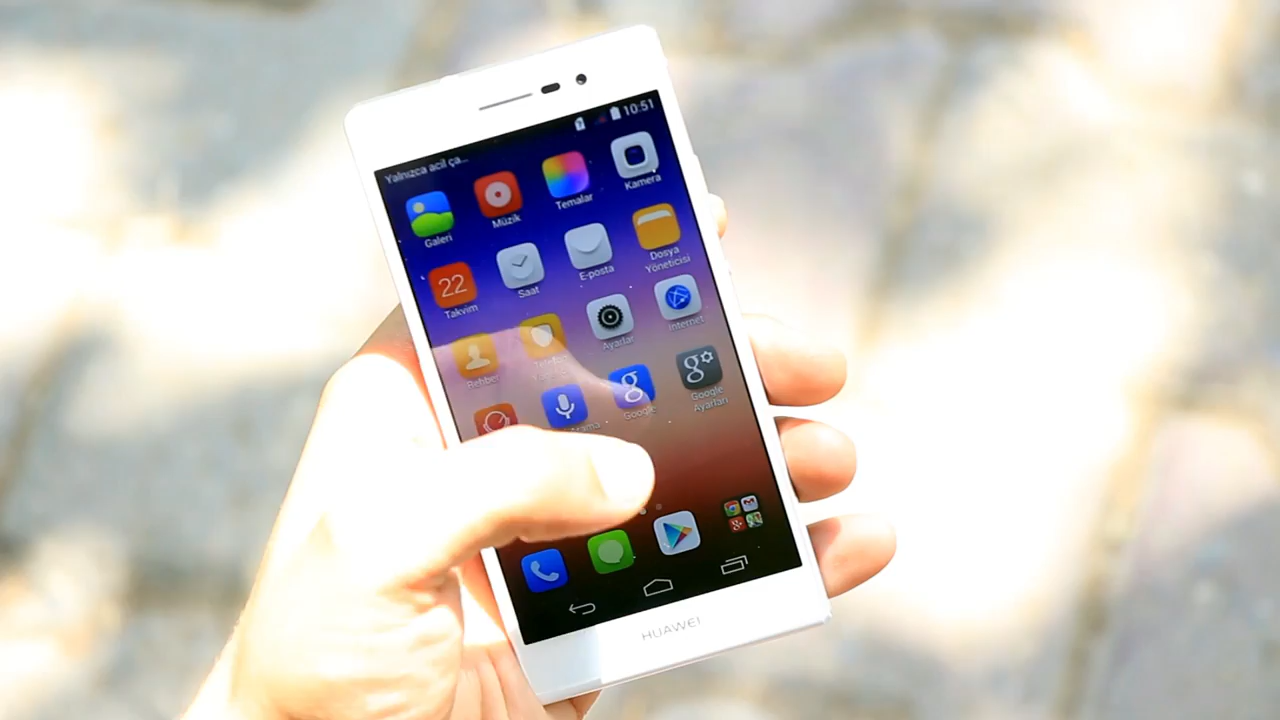 10:51
Yalnızca acil ça...
Galeri
Müzik
Temalar
Kamera
22
Takvim
Saat
E-posta
Dosya
Yöneticisi
Rehber
Ayarlar
Internet
Google
Google
Ayarları
HUAWEI